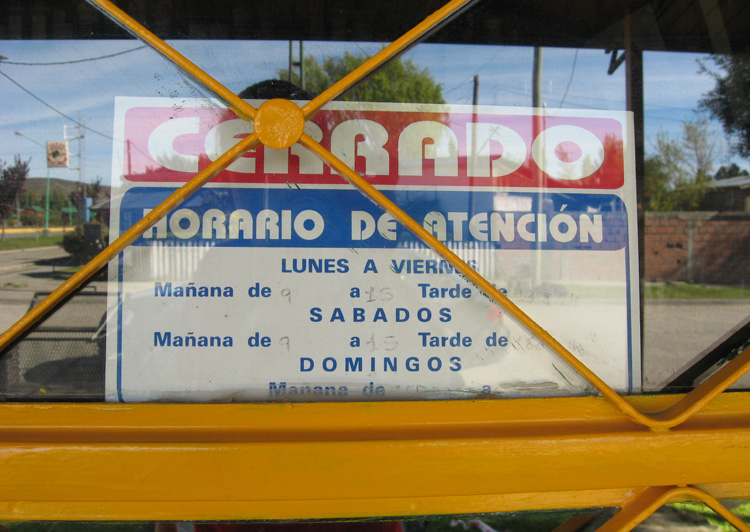 CERRADO
HORARIO DE ATENCIÓN
LUNES A VIERNES
Mañana de 9 a 15 Tarde de
SABADOS
Mañana de 9 a 15 Tarde de
DOMINGOS
Mañana de a